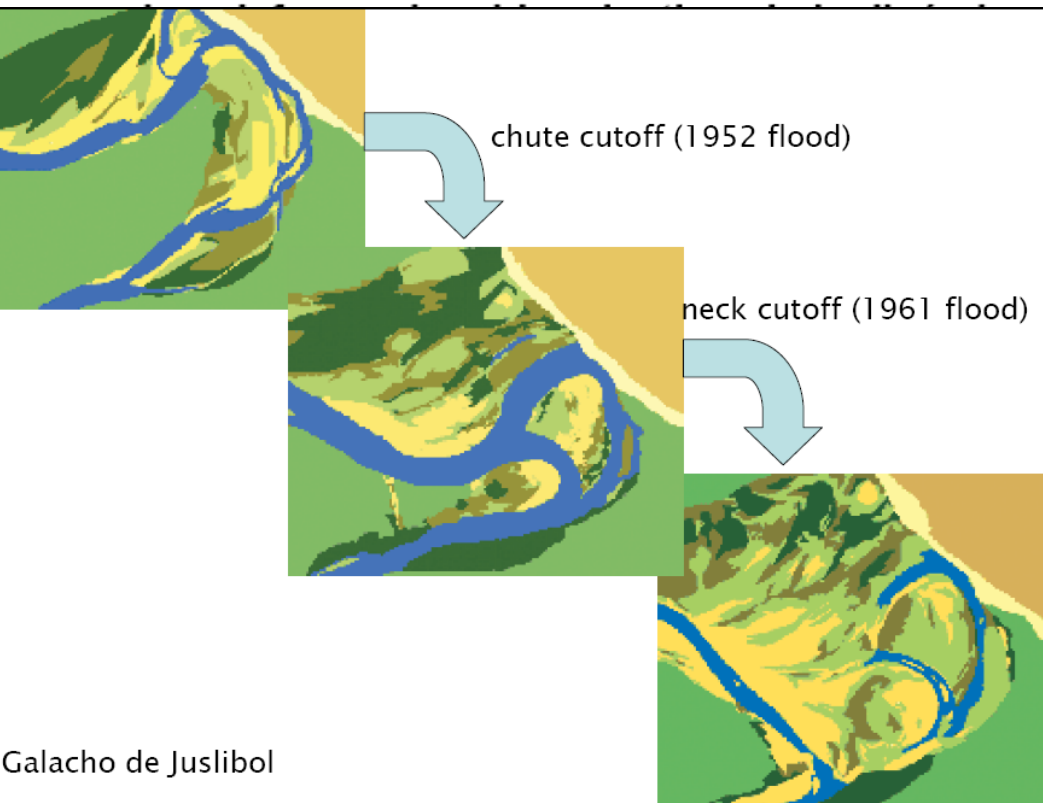 chute cutoff (1952 flood)
neck cutoff (1961 flood)
Galacho de Juslibol